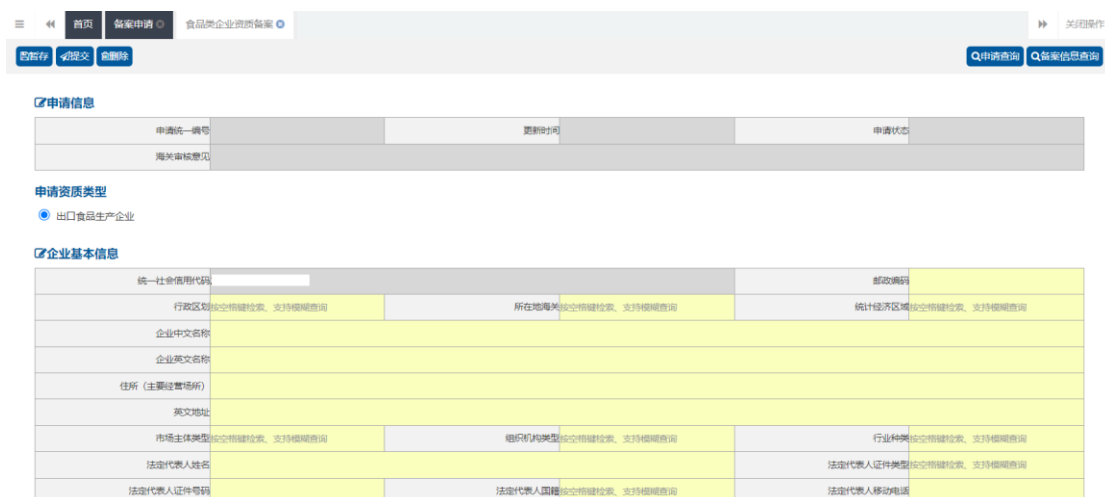 首页 备案申请 食品类企业资质备案 关闭操作
暂存 提交 删除 申请查询 备案信息查询
申请信息
申请统一编号 更新时间 申请状态
海关审核意见
申请资质类型
出口食品生产企业
企业基本信息
统一社会信用代码 邮政编码
行政区划 按空格键检索、支持模糊查询 所在地海关 按空格键检索、支持模糊查询 统计经济区域 按空格键检索、支持模糊查询
企业中文名称
企业英文名称
住所（主要经营场所）
英文地址
市场主体类型 按空格键检索、支持模糊查询 组织机构类型 按空格键检索、支持模糊查询 行业种类 按空格键检索、支持模糊查询
法定代表人姓名 法定代表人证件类型 按空格键检索、支持模糊查询
法定代表人证件号码 法定代表人国籍 按空格键检索、支持模糊查询 法定代表人移动电话